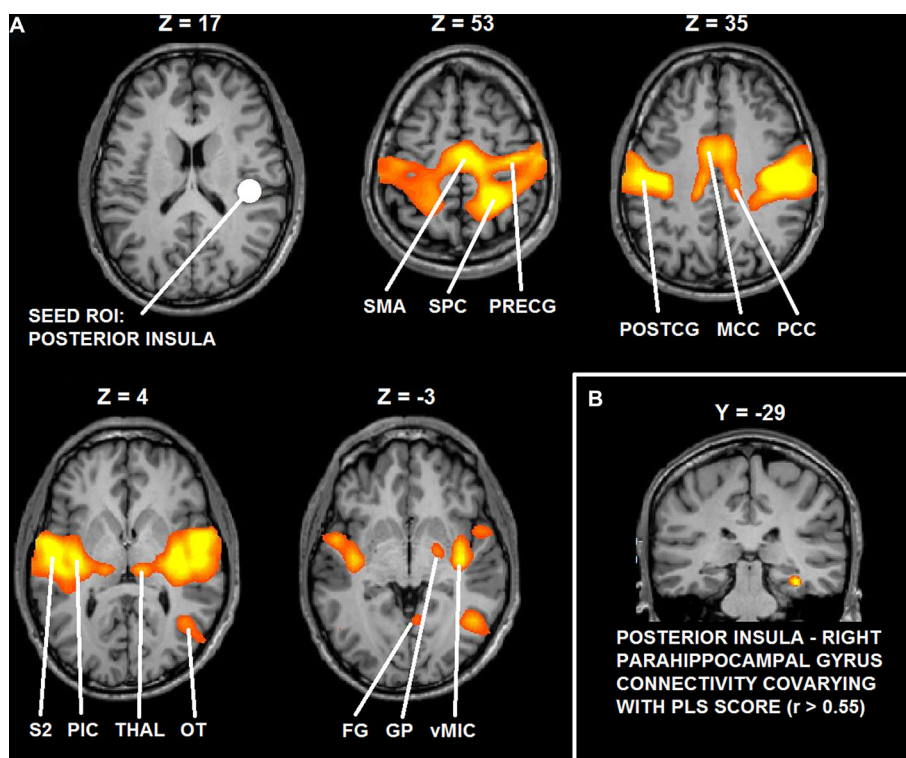 A
Z = 17
Z = 53
Z = 35
SEED ROI:
POSTERIOR INSULA
SMA SPC PRECG
POSTCG MCC PCC
Z = 4
Z = -3
S2 PIC THAL OT
FG GP vMIC
B
Y = -29
POSTERIOR INSULA - RIGHT
PARAHIPPOCAMPAL GYRUS
CONNECTIVITY COVARYING
WITH PLS SCORE (r > 0.55)